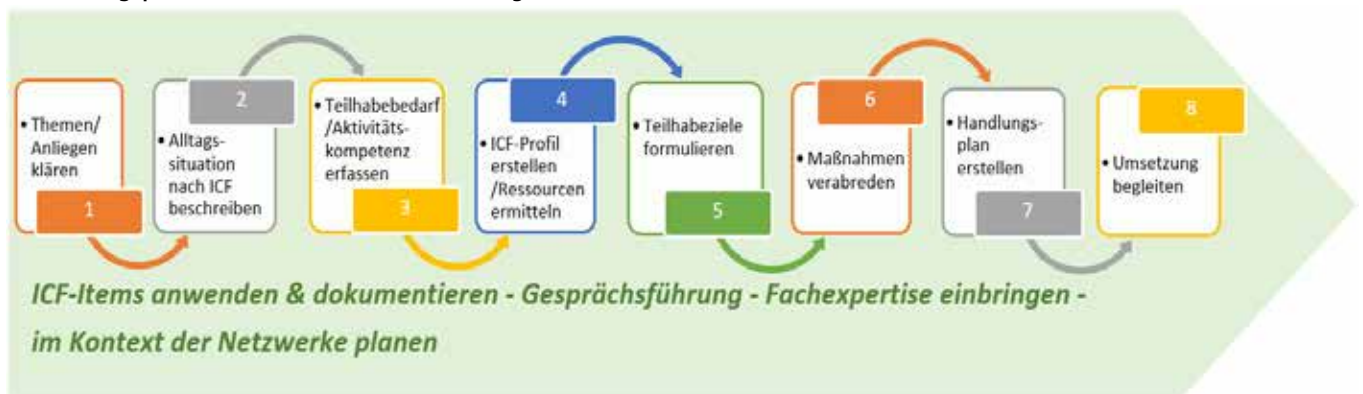 1
• Themen/
Anliegen
klären
2
• Alltags-
situation
nach ICF
beschreiben
3
• Teilhabebedarf
/Aktivitäts-
kompetenz
erfassen
4
• ICF-Profil
erstellen
/Ressourcen
ermitteln
5
• Teilhabeziele
formulieren
6
• Maßnahmen
verabreden
7
• Handlungs-
plan
erstellen
8
• Umsetzung
begleiten
ICF-Items anwenden & dokumentieren - Gesprächsführung - Fachexpertise einbringen -
im Kontext der Netzwerke planen